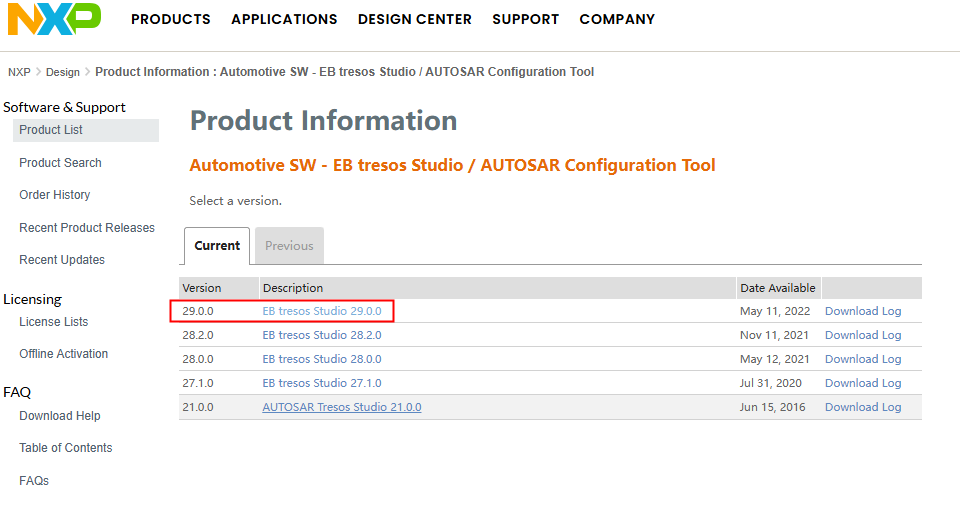 NXP
PRODUCTS APPLICATIONS DESIGN CENTER SUPPORT COMPANY
NXP > Design > Product Information : Automotive SW - EB tresos Studio / AUTOSAR Configuration Tool
Software & Support
Product List
Product Search
Order History
Recent Product Releases
Recent Updates
Licensing
License Lists
Offline Activation
FAQ
Download Help
Table of Contents
FAQs
Product Information
Automotive SW - EB tresos Studio / AUTOSAR Configuration Tool
Select a version.
Current Previous
Version Description Date Available
29.0.0 EB tresos Studio 29.0.0 May 11, 2022 Download Log
28.2.0 EB tresos Studio 28.2.0 Nov 11, 2021 Download Log
28.0.0 EB tresos Studio 28.0.0 May 12, 2021 Download Log
27.1.0 EB tresos Studio 27.1.0 Jul 31, 2020 Download Log
21.0.0 AUTOSAR Tresos Studio 21.0.0 Jun 15, 2016 Download Log